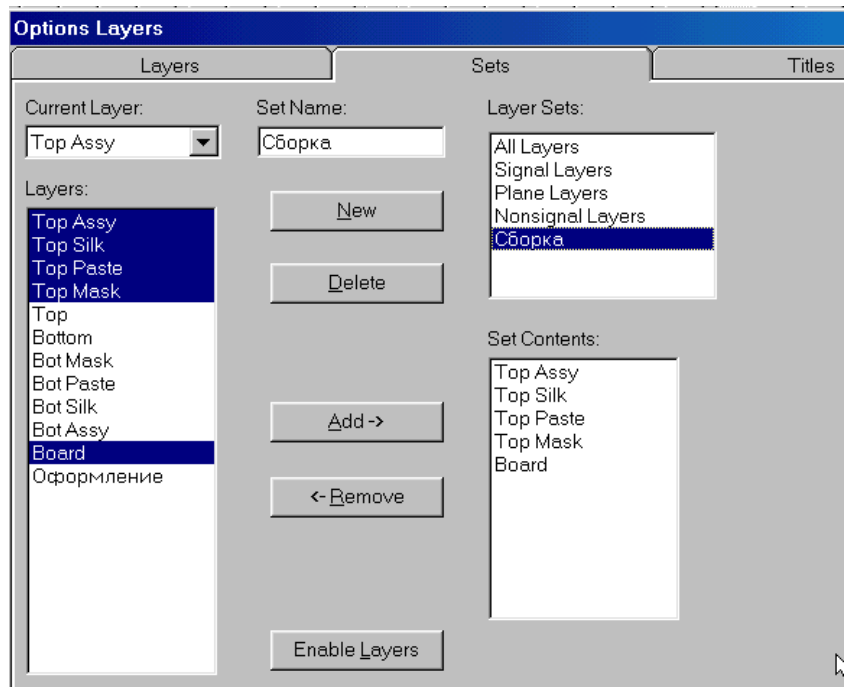 Options Layers
Layers
Sets
Titles
Current Layer:
Top Assy
Set Name:
Сборка
Layer Sets:
All Layers
Signal Layers
Plane Layers
Nonsignal Layers
Сборка
Layers:
Top Assy
Top Silk
Top Paste
Top Mask
Top
Bottom
Bot Mask
Bot Paste
Bot Silk
Bot Assy
Board
Оформление
New
Delete
Add ->
<- Remove
Enable Layers
Set Contents:
Top Assy
Top Silk
Top Paste
Top Mask
Board